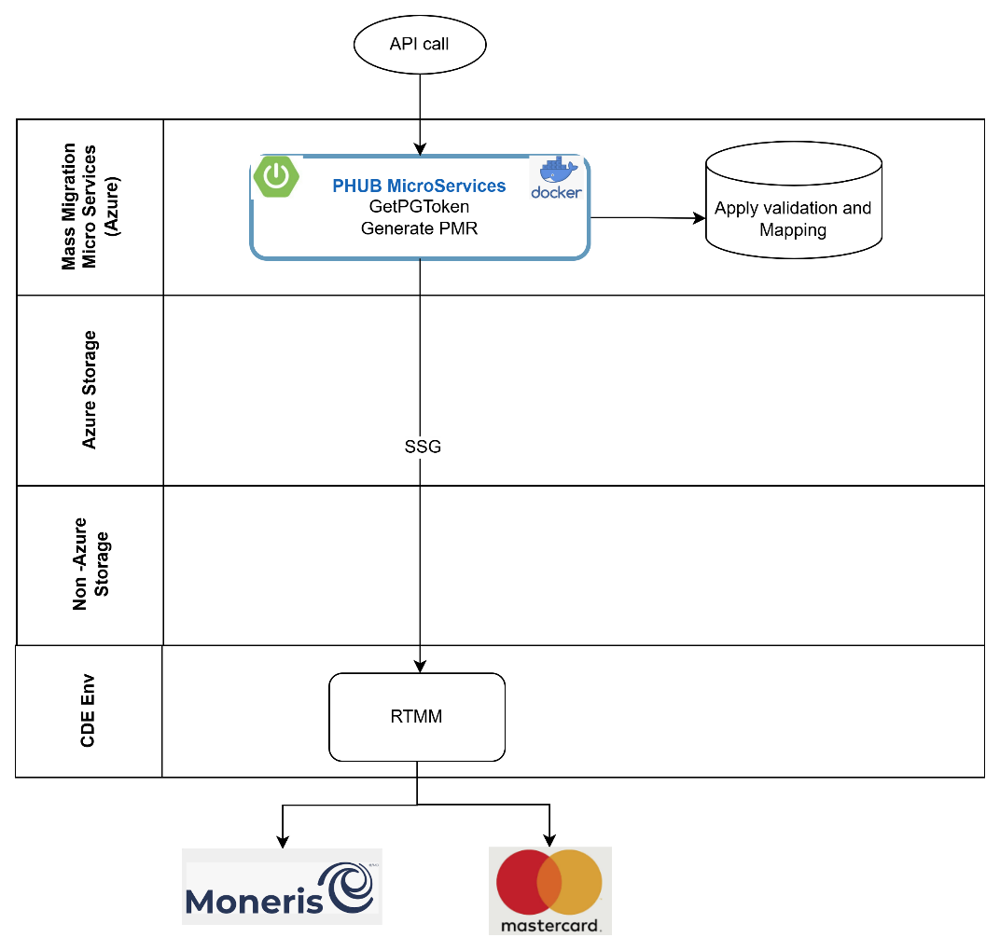 API call
Mass Migration
Micro Services
(Azure)
PHUB MicroServices
GetPGToken
Generate PMR
docker
Apply validation and
Mapping
Azure Storage
SSG
Non -Azure
Storage
CDE Env
RTMM
Moneris
mastercard.